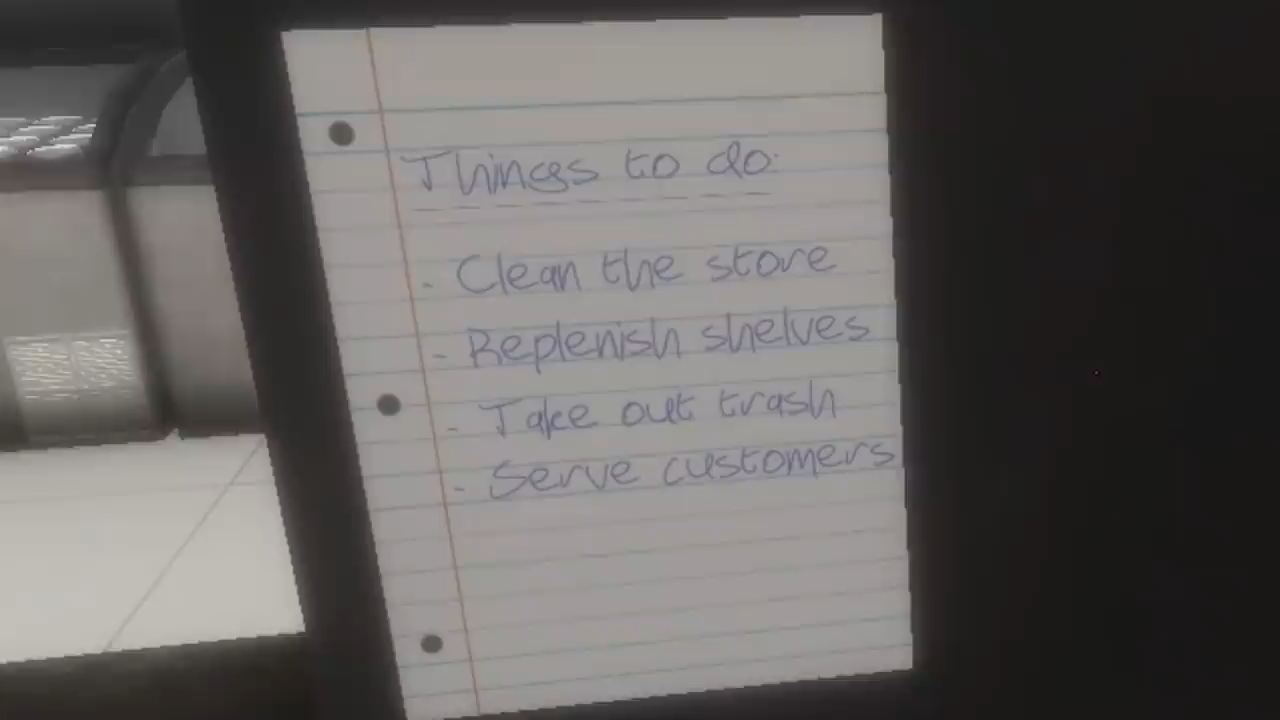 Things to do:
- Clean the store
- Replenish shelves
- Take out trash
- Serve customers